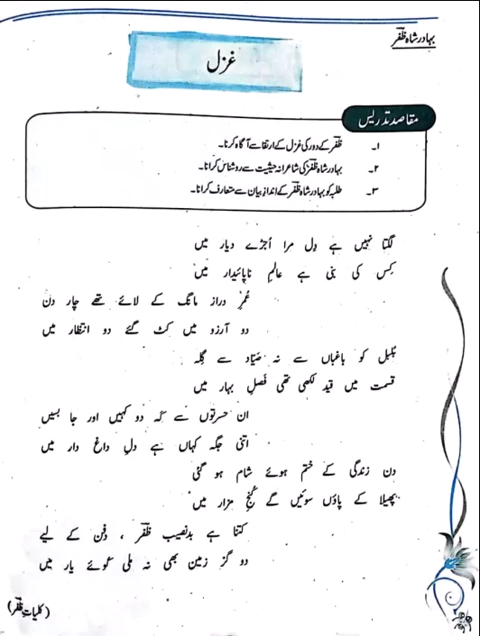 بہادر شاہ ظفر
غزل
مقاصد تدریس
۱۔ ظفر کے دور کی غزل کے ارتقا سے آگاہ کرنا۔
۲۔ بہادر شاہ ظفر کی شاعرانہ حیثیت سے روشناس کرانا۔
۳۔ طلبہ کو بہادر شاہ ظفر کے انداز بیان سے متعارف کرانا۔
لگتا نہیں ہے دِل مرا اُجڑے دیار میں
کِس کی بنی ہے عالمِ ناپائیدار میں
عُمرِ دراز مانگ کے لائے تھے چار دن
دو آرزو میں کٹ گئے دو انتظار میں
بُلبل کو باغباں سے نہ صیّاد سے گِلہ
قسمت میں قید لکھی تھی فصلِ بہار میں
ان حسرتوں سے کہ دو کہیں اور جا بسیں
اتنی جگہ کہاں ہے دلِ داغ دار میں
دن زندگی کے ختم ہوئے شام ہو گئی
پھیلا کے پاؤں سوئیں گے کُنجِ مزار میں
کتنا ہے بدنصیب ظفر ، دفن کے لیے
دو گز زمین بھی نہ ملی کوئے یار میں
(کلیاتِ ظفر)